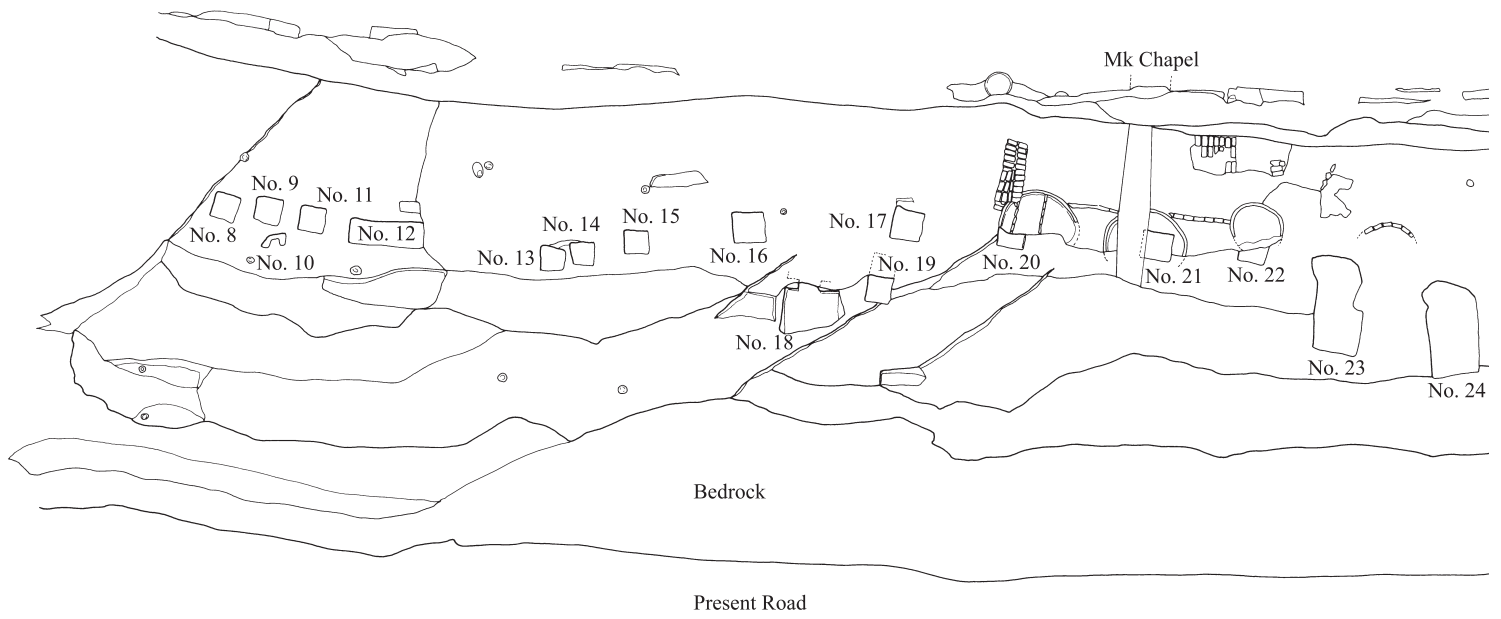 Mk Chapel
No. 8
No. 9
No. 10
No. 11
No. 12
No. 13
No. 14
No. 15
No. 16
No. 17
No. 18
No. 19
No. 20
No. 21
No. 22
No. 23
No. 24
Bedrock
Present Road